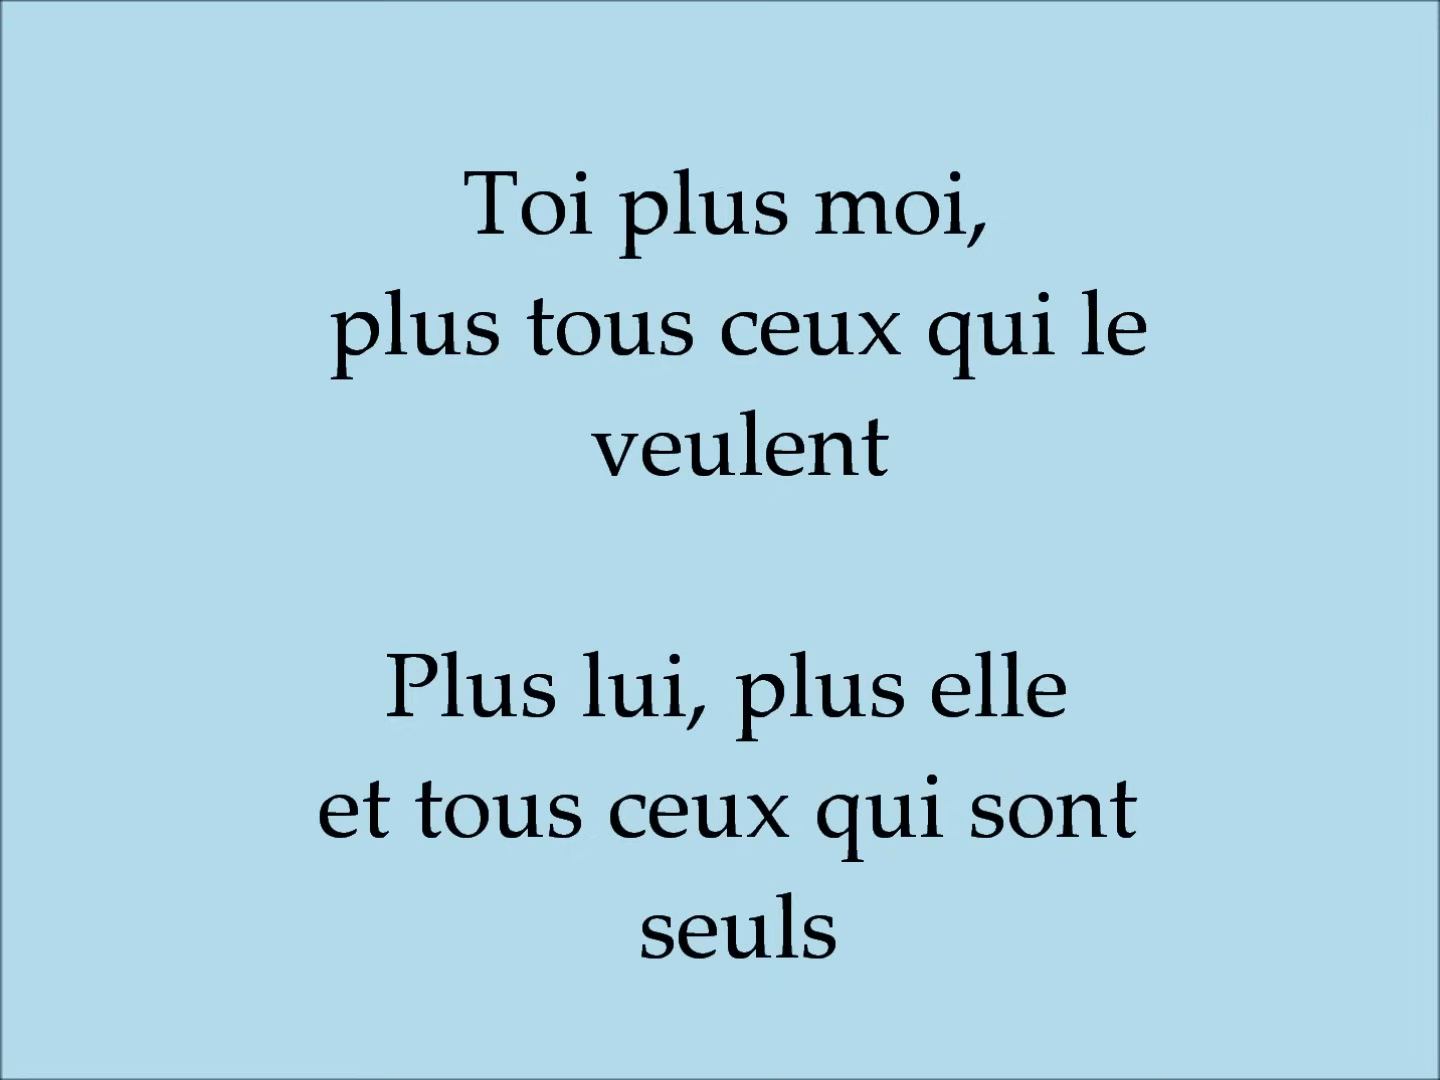 Toi plus moi,
plus tous ceux qui le
veulent
Plus lui, plus elle
et tous ceux qui sont
seuls